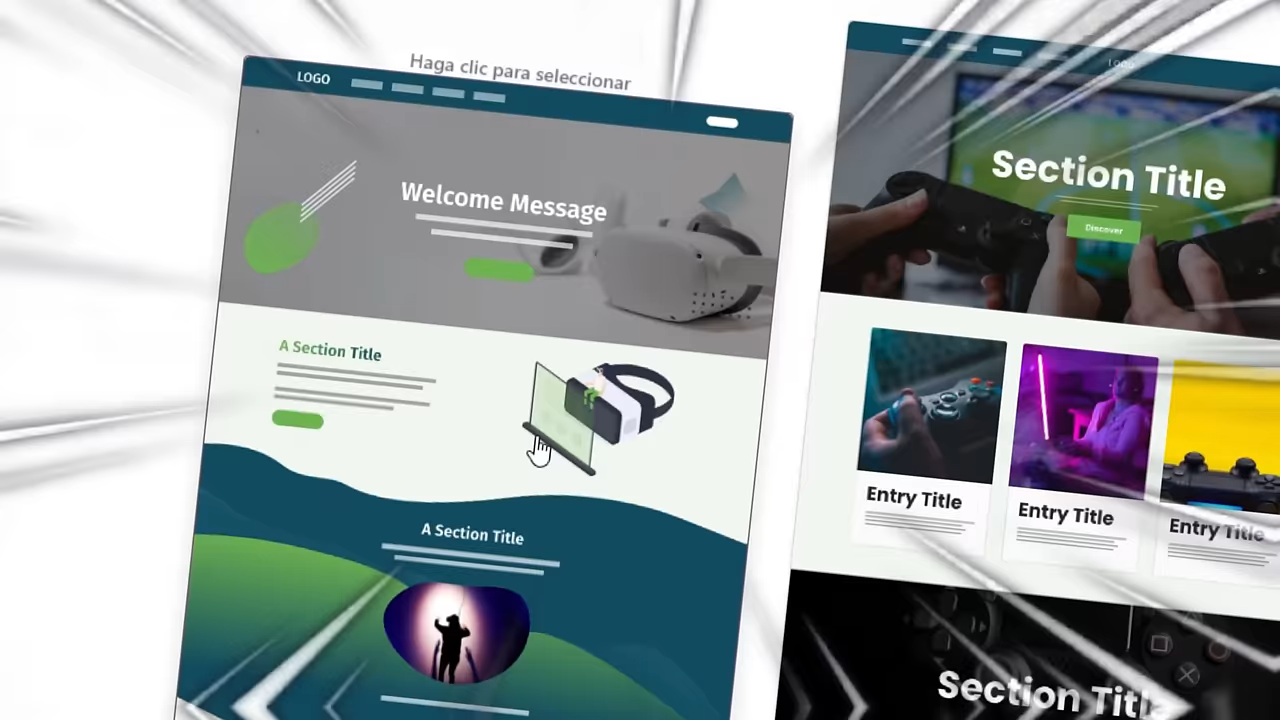 Haga clic para seleccionar
LOGO
Welcome Message
A Section Title
A Section Title
LOGO
Section Title
Discover
Entry Title
Entry Title
Entry Title
Section Title